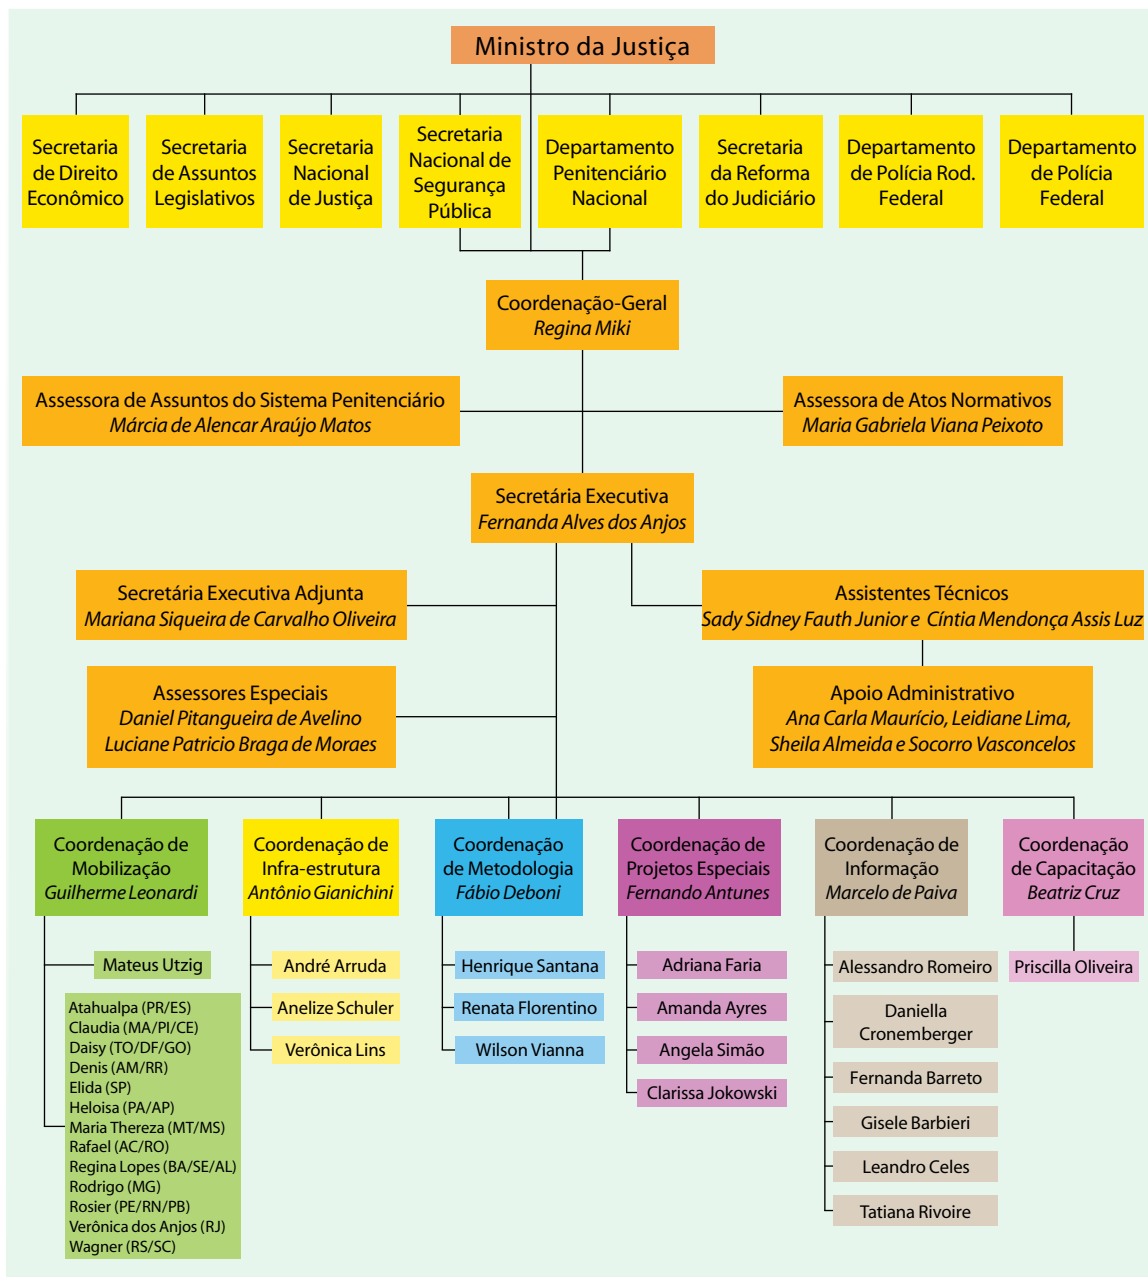 Ministro da Justiça
Secretaria
de Direito
Econômico
Secretaria
de Assuntos
Legislativos
Secretaria
Nacional
de Justiça
Secretaria
Nacional de
Segurança
Pública
Departamento
Penitenciário
Nacional
Secretaria
da Reforma
do Judiciário
Departamento
de Polícia Rod.
Federal
Departamento
de Polícia
Federal
Coordenação-Geral
Regina Miki
Assessora de Assuntos do Sistema Penitenciário
Márcia de Alencar Araújo Matos
Assessora de Atos Normativos
Maria Gabriela Viana Peixoto
Secretária Executiva
Fernanda Alves dos Anjos
Secretária Executiva Adjunta
Mariana Siqueira de Carvalho Oliveira
Assistentes Técnicos
Sady Sidney Fauth Junior e Cíntia Mendonça Assis Luz
Assessores Especiais
Daniel Pitangueira de Avelino
Luciane Patricio Braga de Moraes
Apoio Administrativo
Ana Carla Maurício, Leidiane Lima,
Sheila Almeida e Socorro Vasconcelos
Coordenação de
Mobilização
Guilherme Leonardi
Coordenação de
Infra-estrutura
Antônio Gianichini
Coordenação
de Metodologia
Fábio Deboni
Coordenação de
Projetos Especiais
Fernando Antunes
Coordenação de
Informação
Marcelo de Paiva
Coordenação
de Capacitação
Beatriz Cruz
Mateus Utzig
Atahualpa (PR/ES)
Claudia (MA/PI/CE)
Daisy (TO/DF/GO)
Denis (AM/RR)
Elida (SP)
Heloisa (PA/AP)
Maria Thereza (MT/MS)
Rafael (AC/RO)
Regina Lopes (BA/SE/AL)
Rodrigo (MG)
Rosier (PE/RN/PB)
Verônica dos Anjos (RJ)
Wagner (RS/SC)
André Arruda
Anelize Schuler
Verônica Lins
Henrique Santana
Renata Florentino
Wilson Vianna
Adriana Faria
Amanda Ayres
Angela Simão
Clarissa Jokowski
Alessandro Romeiro
Daniella
Cronemberger
Fernanda Barreto
Gisele Barbieri
Leandro Celes
Tatiana Rivoire
Priscilla Oliveira